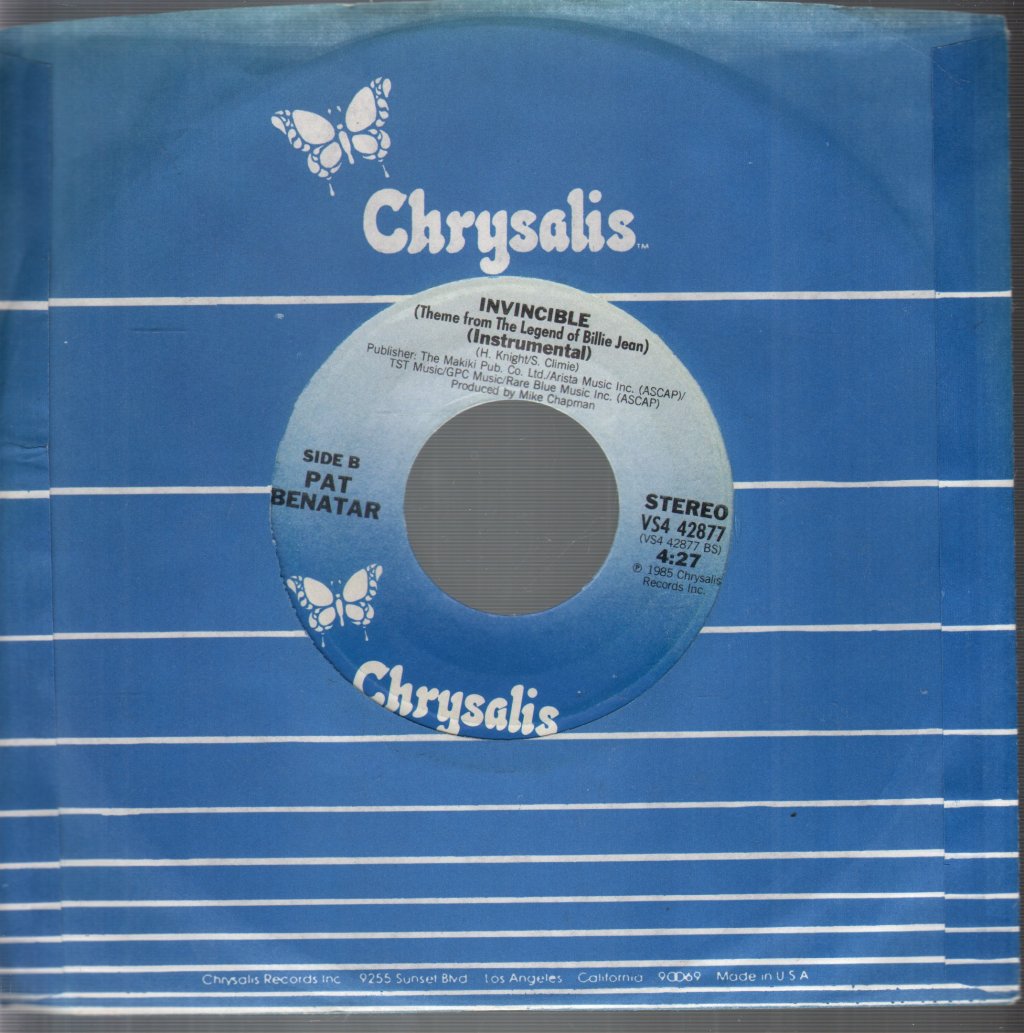 Chrysalis™
INVINCIBLE
(Theme from The Legend of Billie Jean)
(Instrumental)
(H. Knight/S. Climie)
Publisher: The Makiki Pub. Co. Ltd./Arista Music Inc. (ASCAP)/
TST Music/GPC Music/Rare Blue Music Inc. (ASCAP)
Produced by Mike Chapman
SIDE B
PAT
BENATAR
STEREO
VS4 42877
(VS4 42877 BS)
4:27
℗ 1985 Chrysalis
Records Inc.
Chrysalis
Chrysalis Records Inc 9255 Sunset Blvd Los Angeles California 90069 Made in U S A